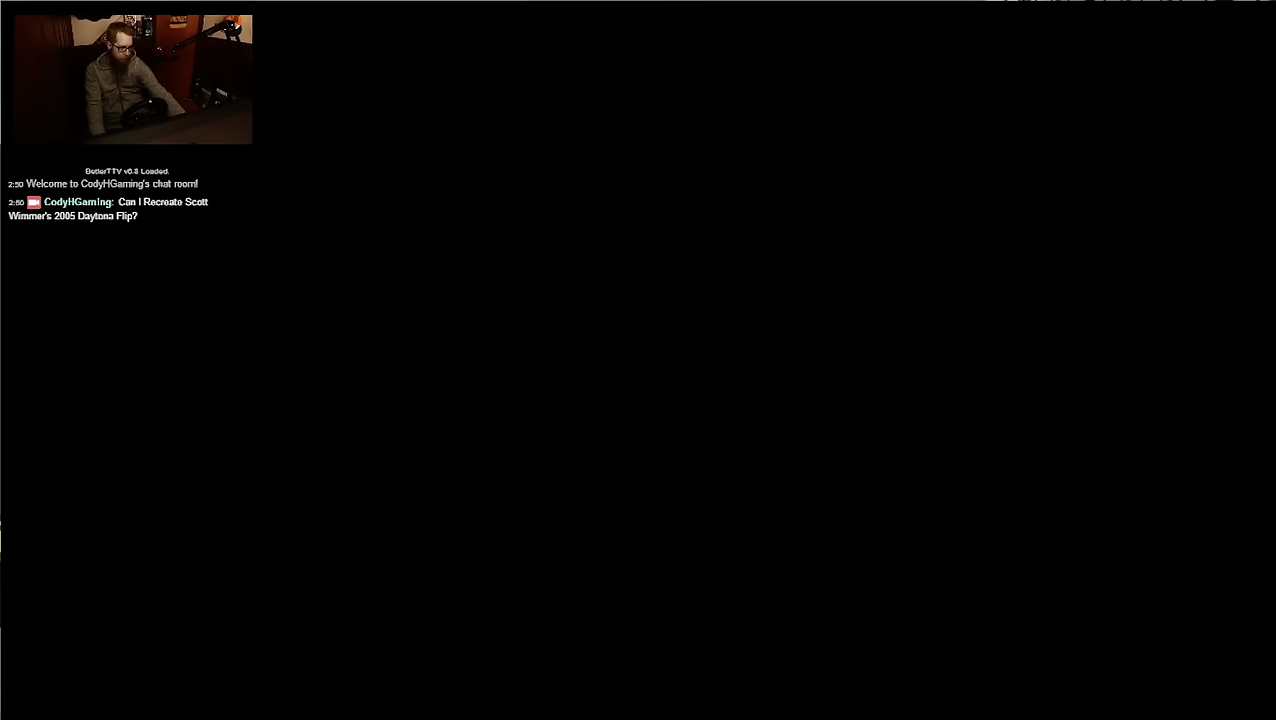 BetterTTV v6.8 Loaded.
2:50 Welcome to CodyHGaming's chat room!
2:50 CodyHGaming: Can I Recreate Scott
Wimmer's 2005 Daytona Flip?